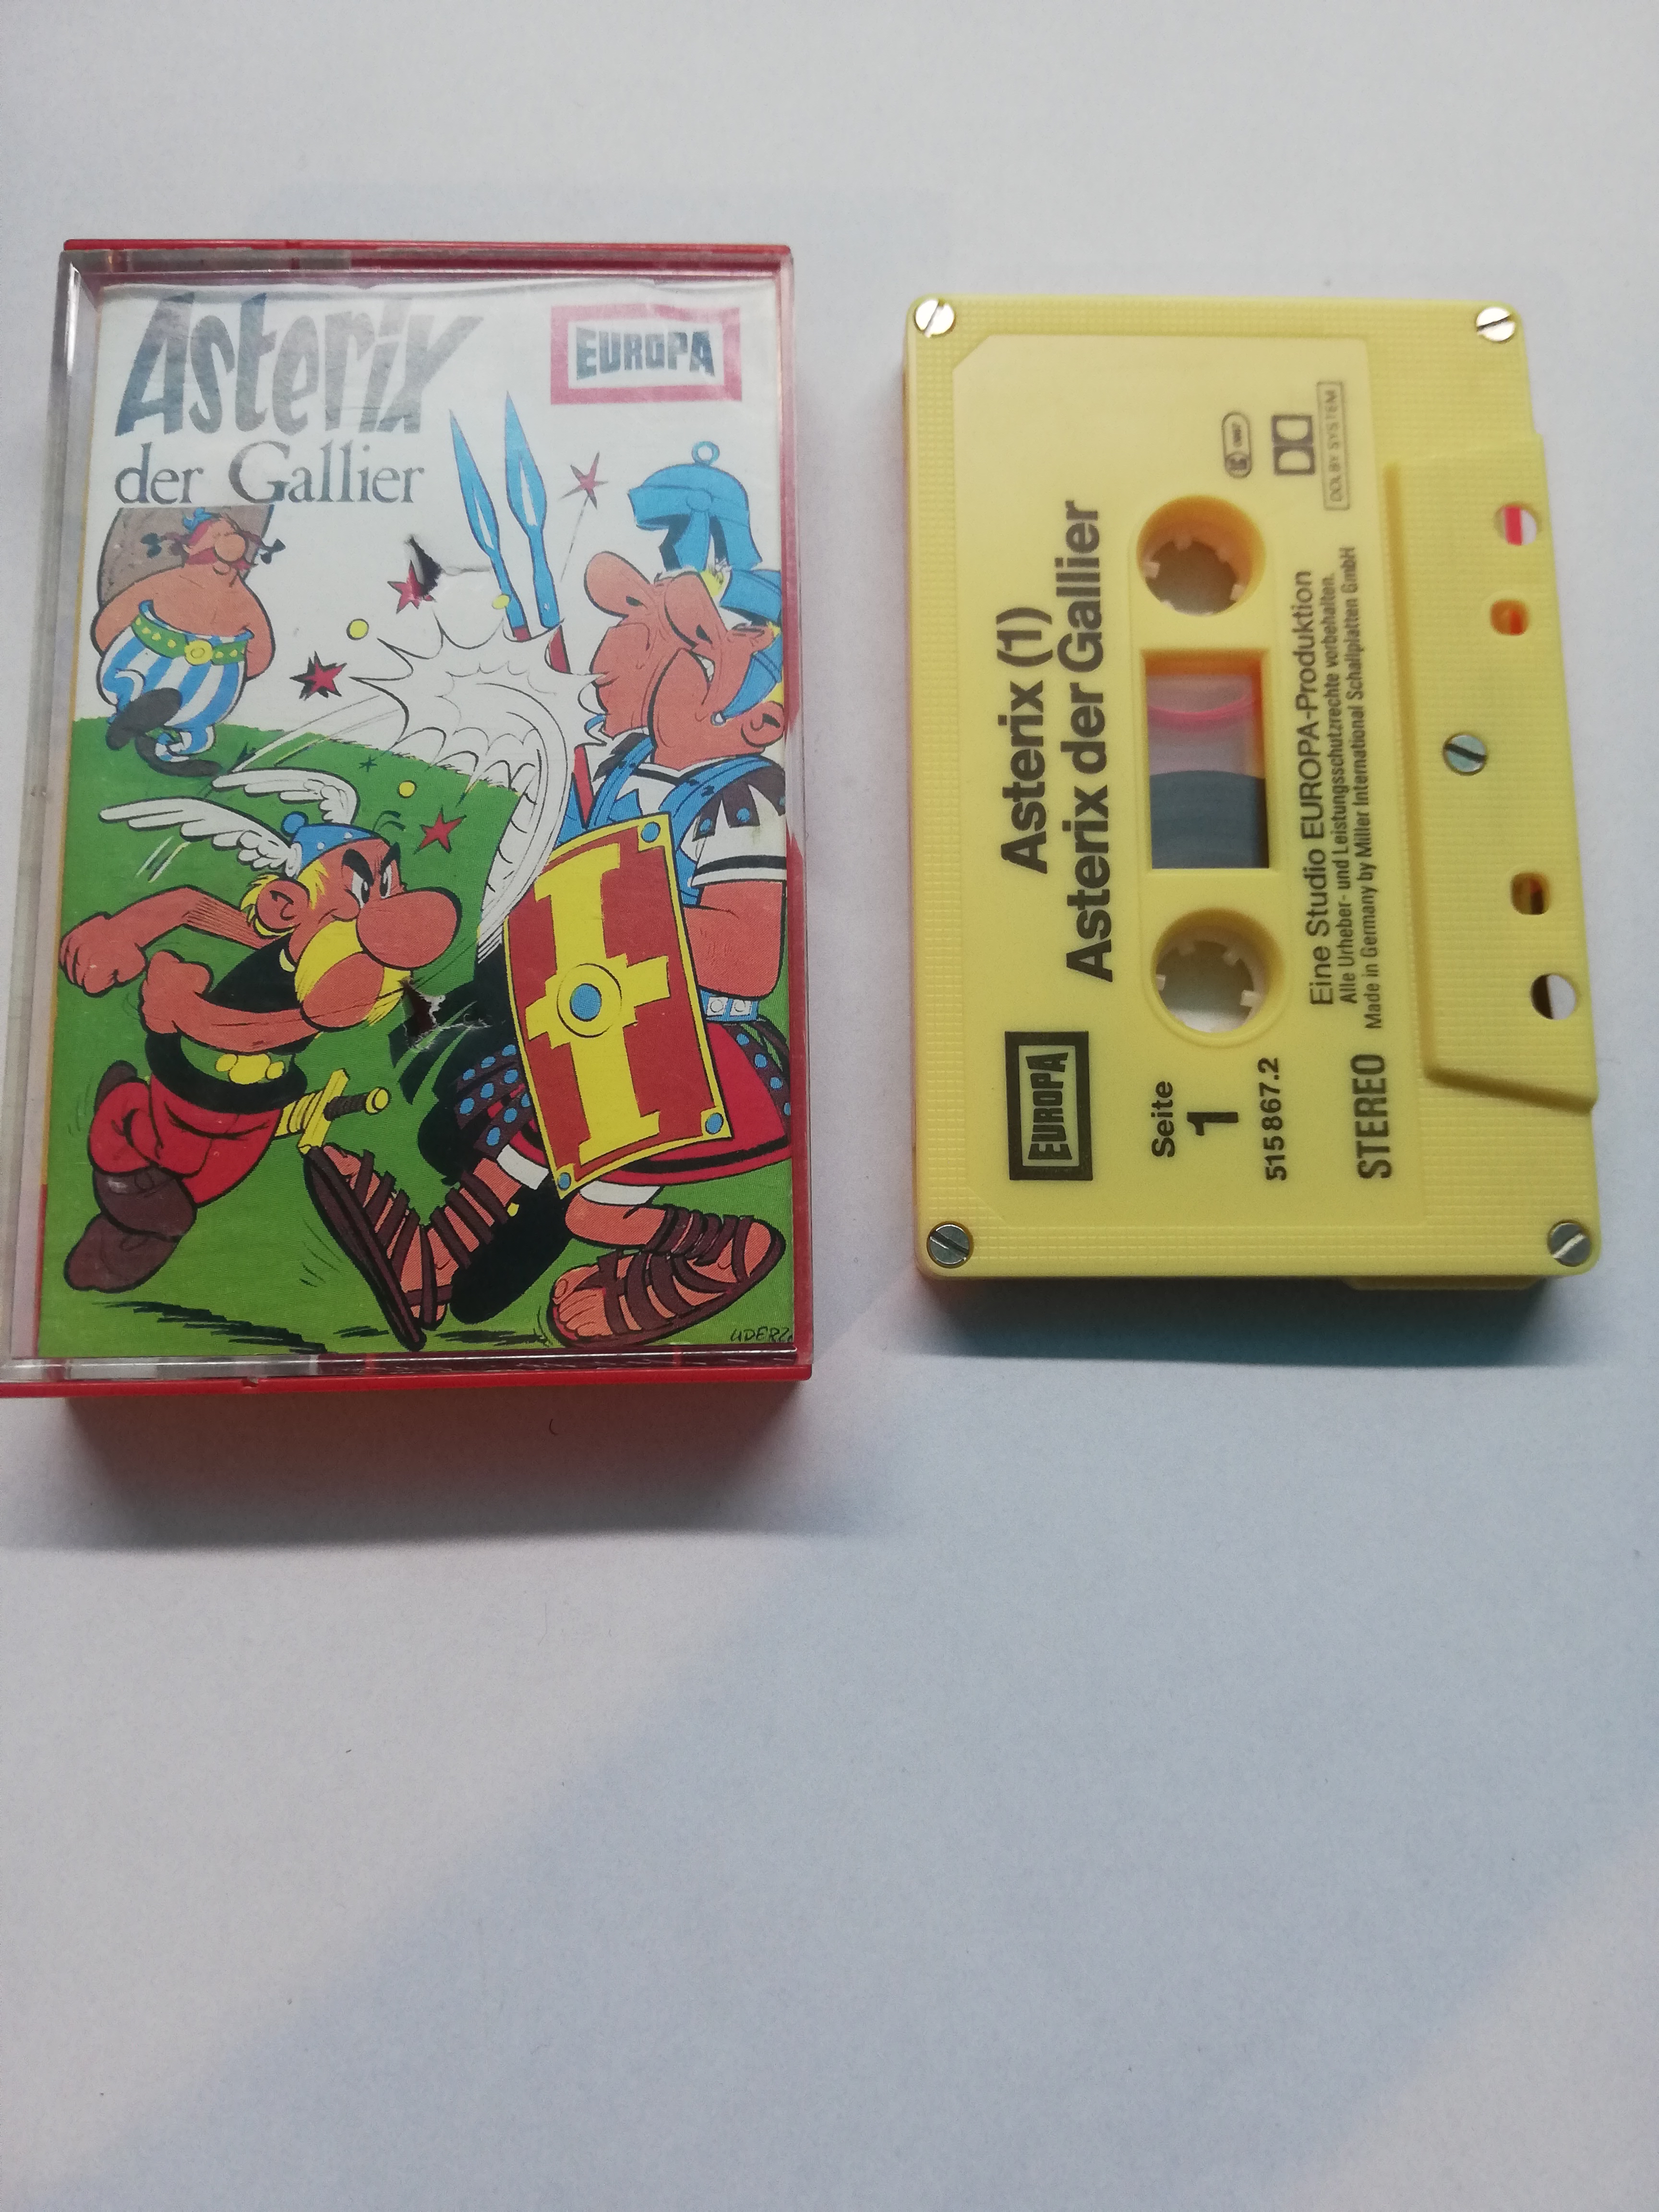 Asterix
der Gallier
EUROPA
UDERZ
Asterix (1)
Asterix der Gallier
EUROPA
Seite
1
515 867.2
STEREO
Eine Studio EUROPA-Produktion
Alle Urheber- und Leistungsschutzrechte vorbehalten.
Made in Germany by Miller International Schallplatten GmbH
DOLBY SYSTEM